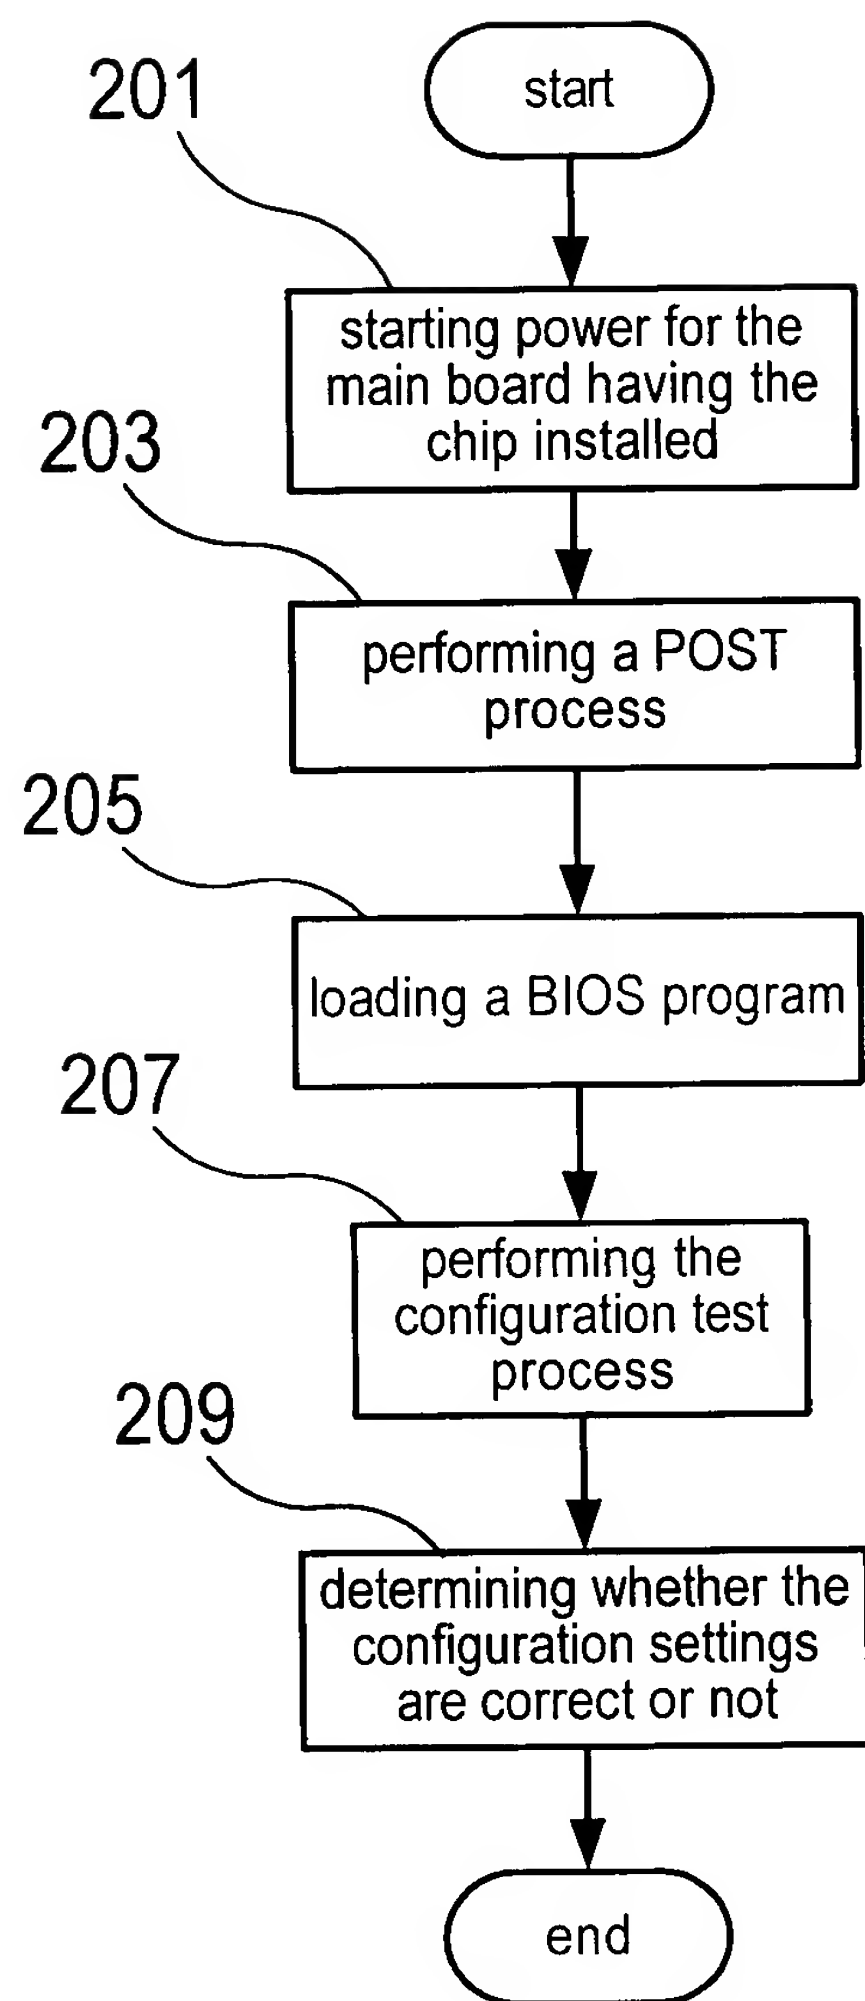 start
201
starting power for the
main board having the
chip installed
203
performing a POST
process
205
loading a BIOS program
207
performing the
configuration test
process
209
determining whether the
configuration settings
are correct or not
end